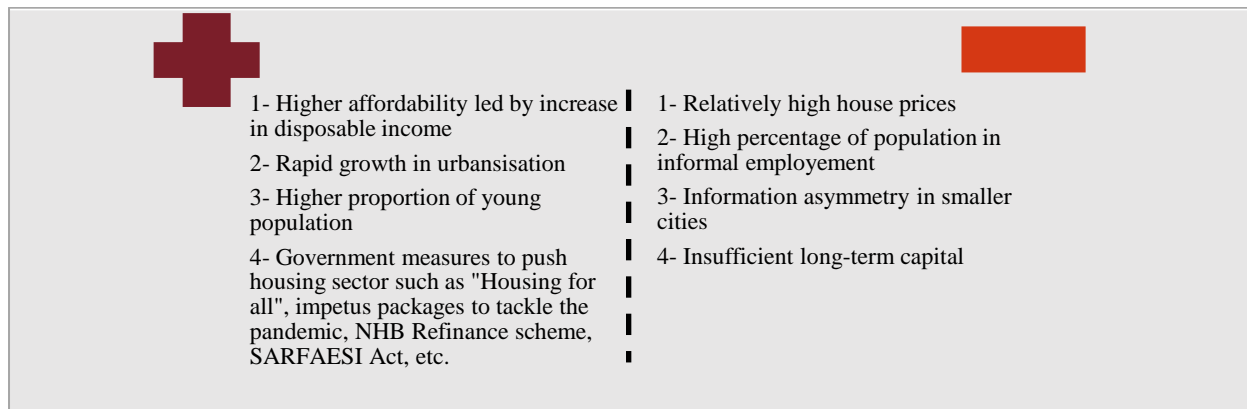 1- Higher affordability led by increase
in disposable income
2- Rapid growth in urbansisation
3- Higher proportion of young
population
4- Government measures to push
housing sector such as "Housing for
all", impetus packages to tackle the
pandemic, NHB Refinance scheme,
SARFAESI Act, etc.
1- Relatively high house prices
2- High percentage of population in
informal employement
3- Information asymmetry in smaller
cities
4- Insufficient long-term capital